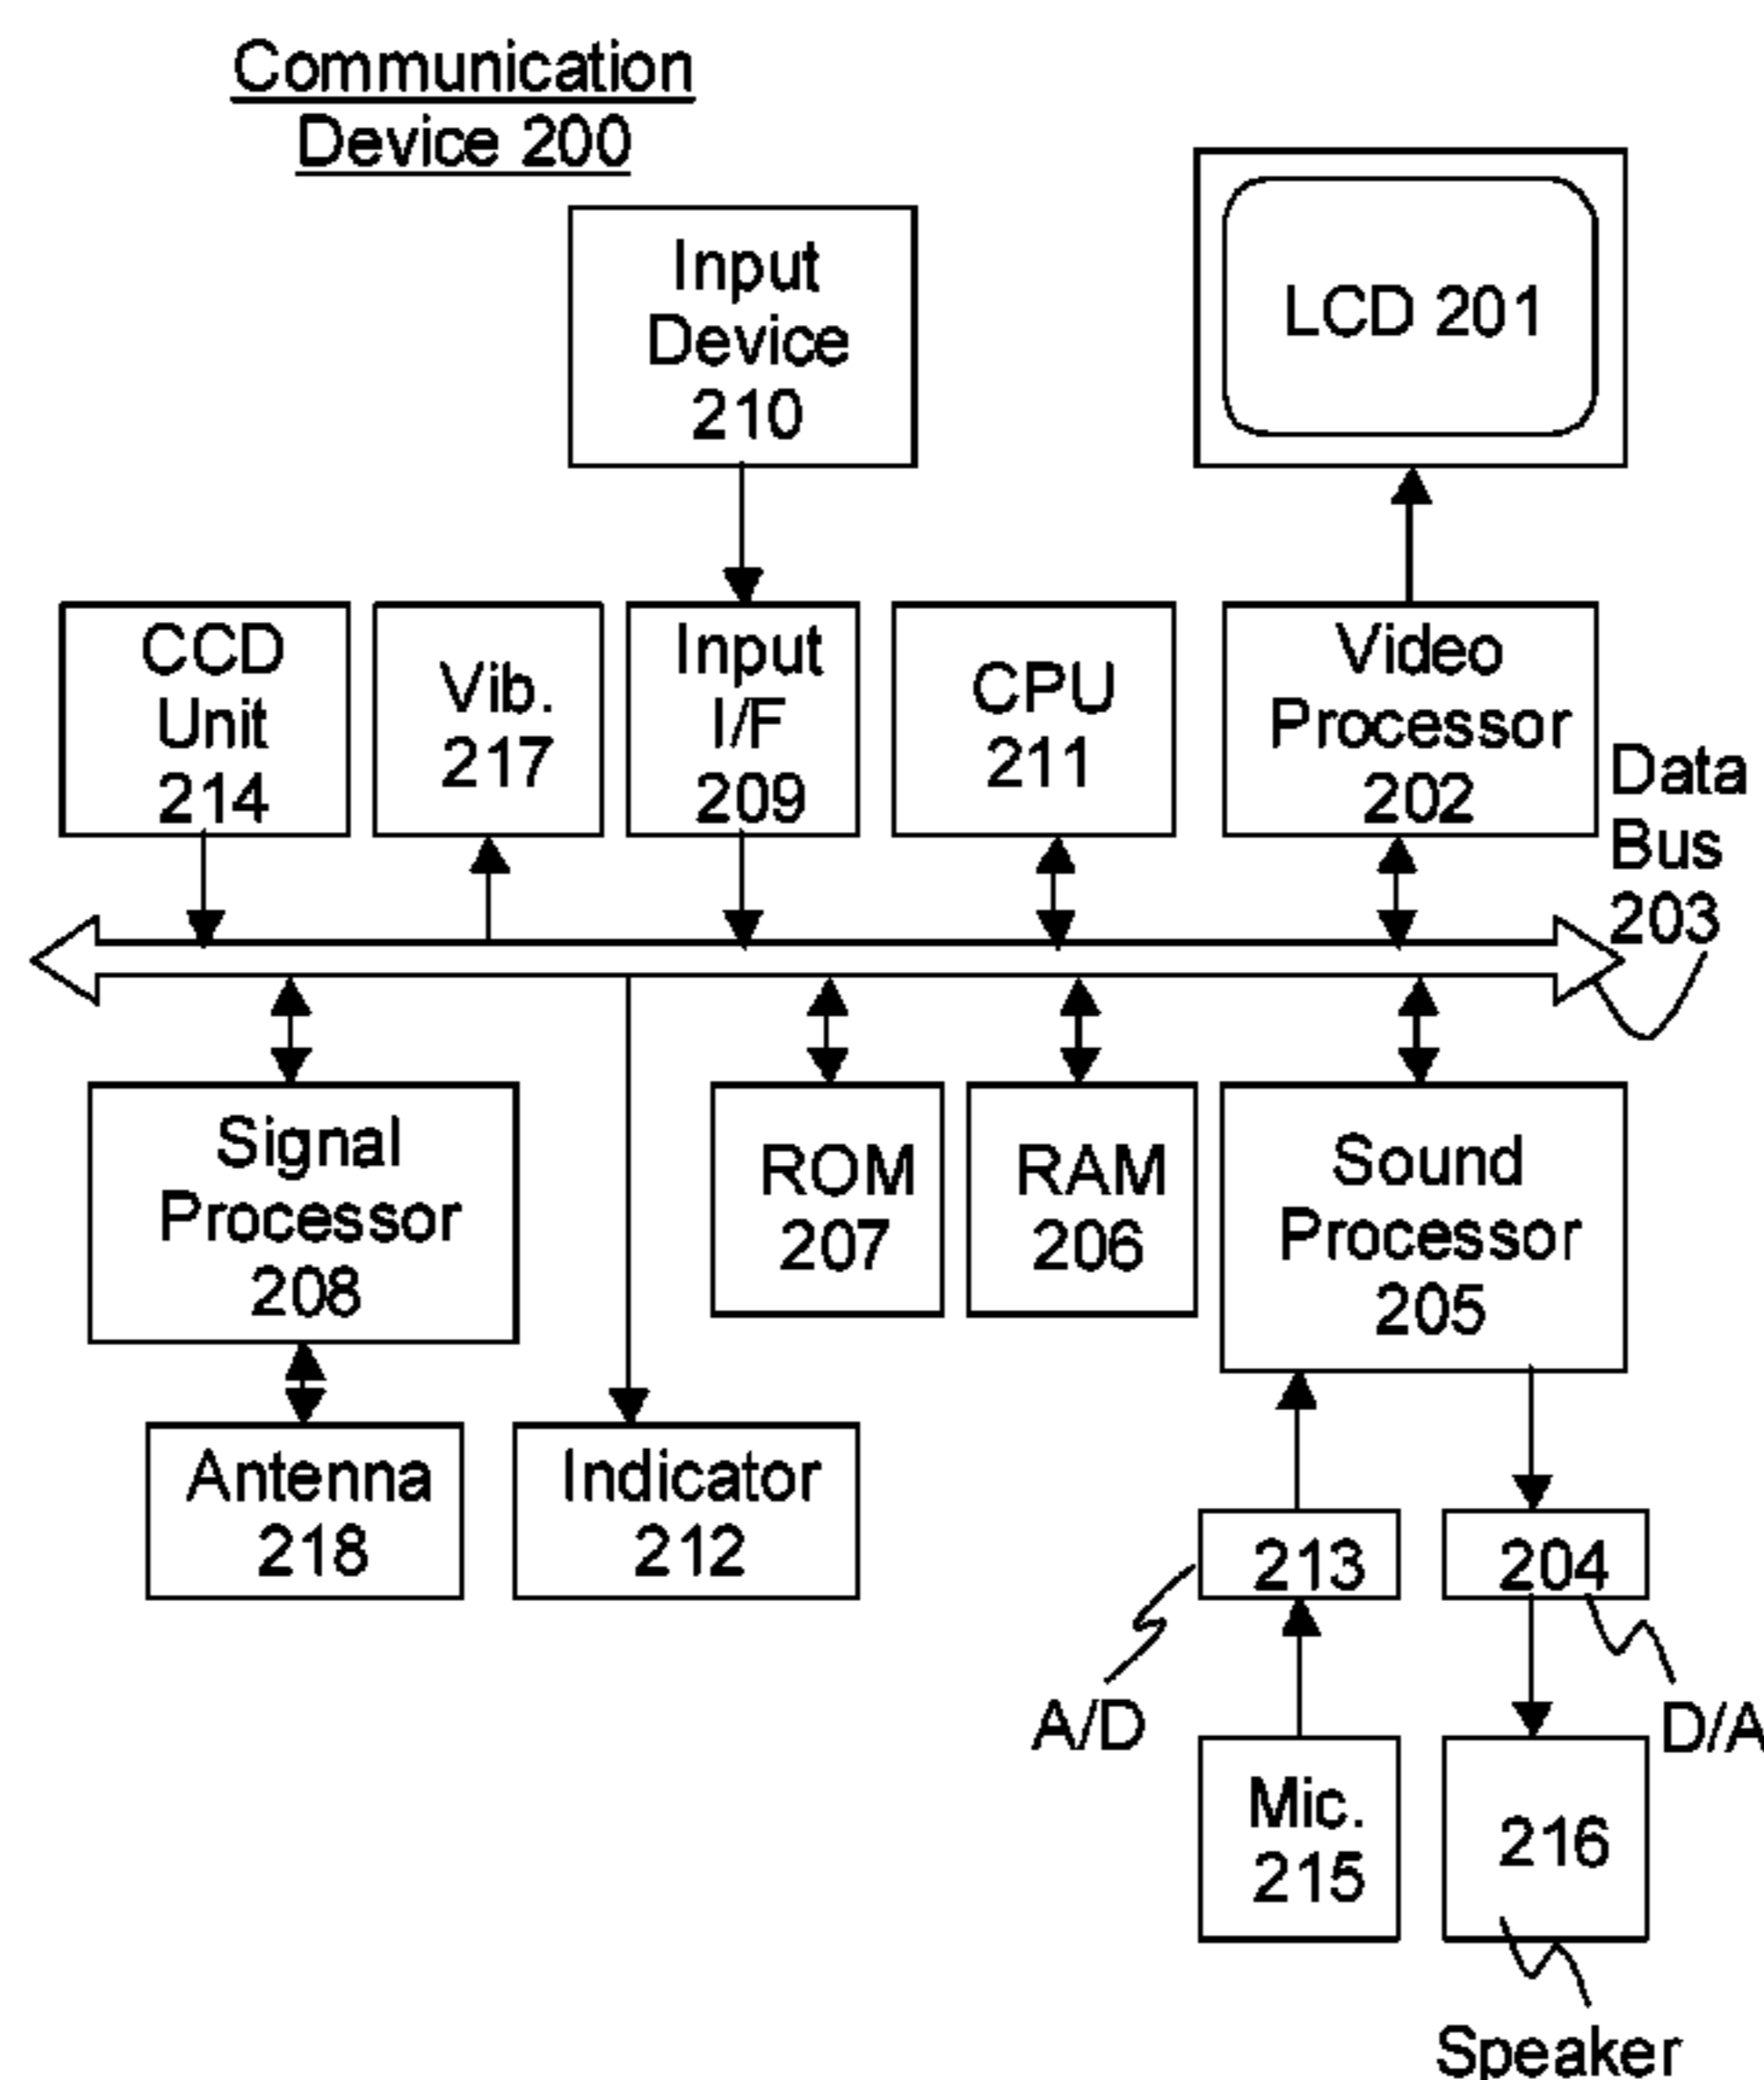 Communication
Device 200
Input
Device
210
LCD 201
CCD
Unit
214
Vib.
217
Input
I/F
209
CPU
211
Video
Processor
202
Data
Bus
203
Signal
Processor
208
ROM
207
RAM
206
Sound
Processor
205
Antenna
218
Indicator
212
213
204
A/D
D/A
Mic.
215
216
Speaker